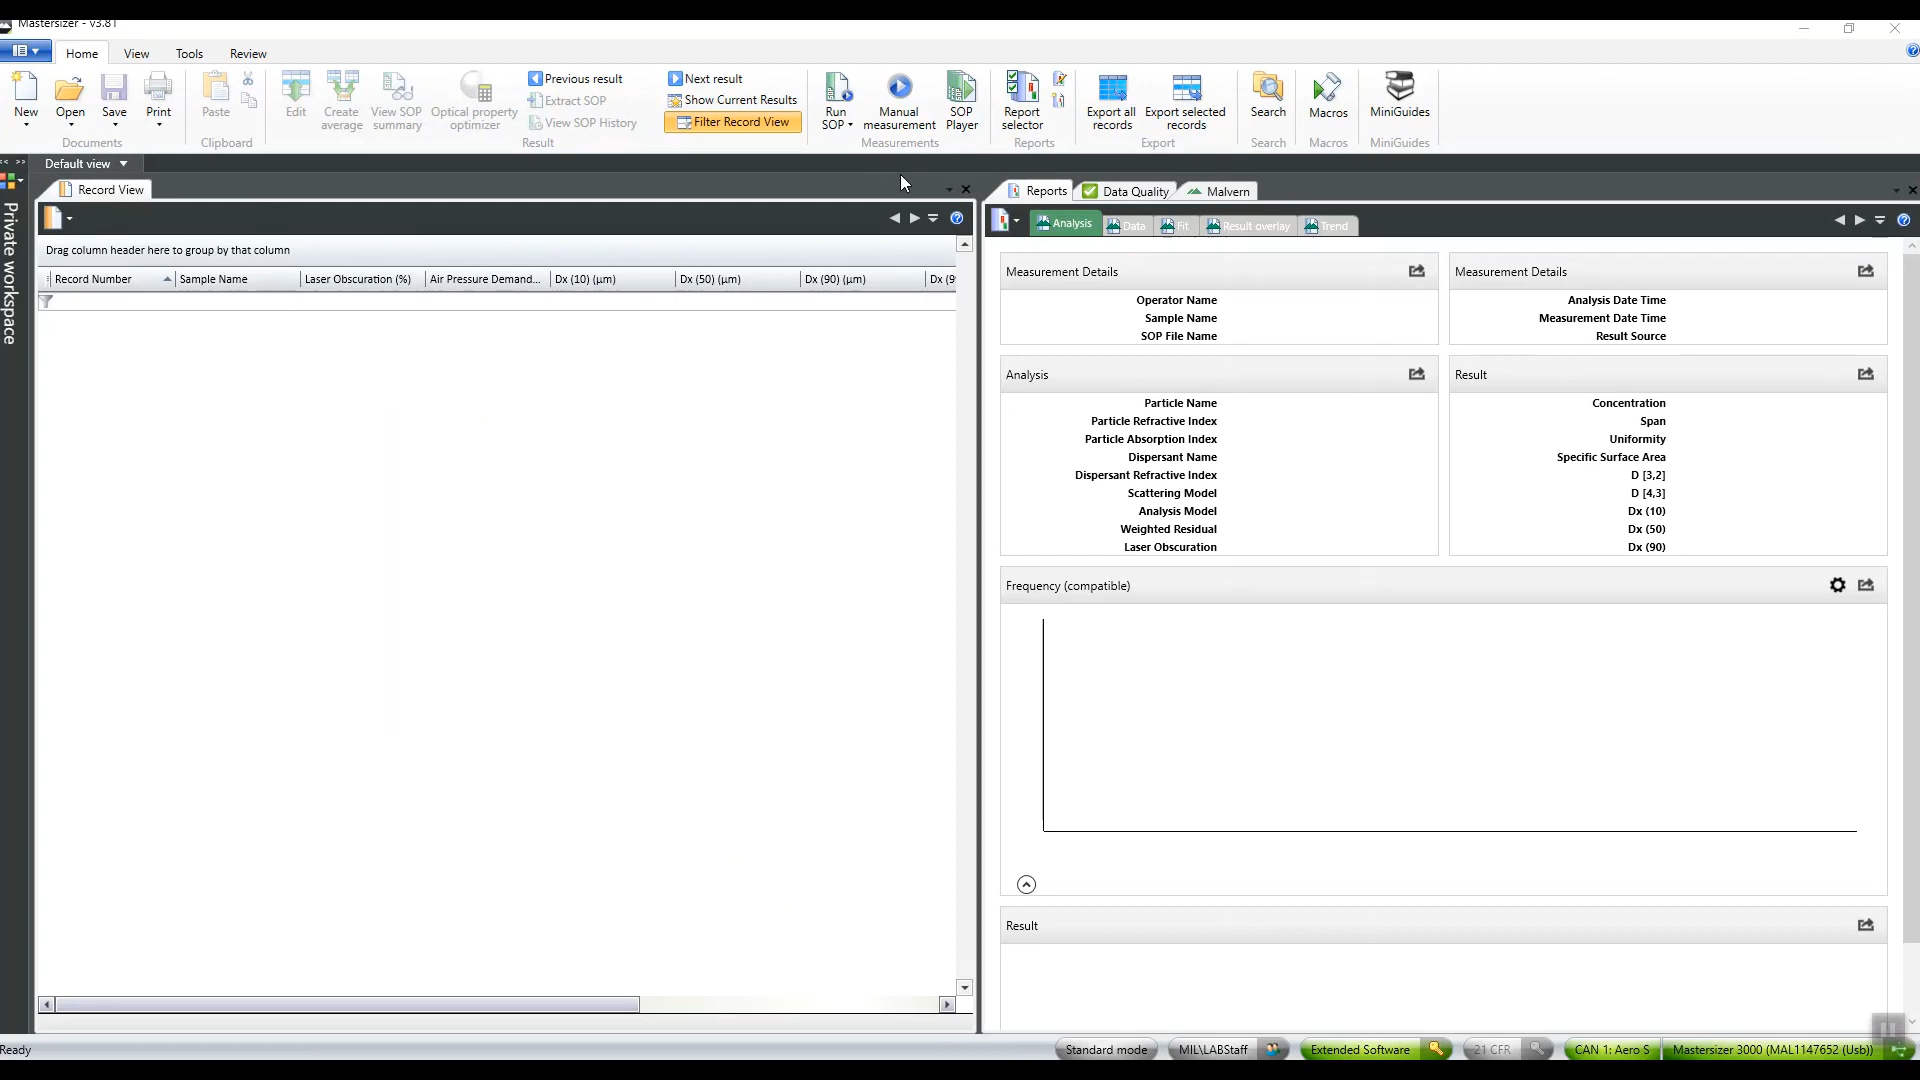 Mastersizer - v3.81
Home
View
Tools
Review
New
Open
Save
Print
Documents
Paste
Clipboard
Edit
Create average
View SOP summary
Optical property optimizer
Previous result
Extract SOP
View SOP History
Next result
Show Current Results
Filter Record View
Result
Run SOP
Manual measurement
SOP Player
Measurements
Report selector
Reports
Export all records
Export selected records
Export
Search
Search
Macros
Macros
MiniGuides
MiniGuides
Default view
Private workspace
Record View
Drag column header here to group by that column
Record Number
Sample Name
Laser Obscuration (%)
Air Pressure Demand...
Dx (10) (μm)
Dx (50) (μm)
Dx (90) (μm)
Dx (9
Reports
Data Quality
Malvern
Analysis
Data
Fit
Result overlay
Trend
Measurement Details
Operator Name
Sample Name
SOP File Name
Measurement Details
Analysis Date Time
Measurement Date Time
Result Source
Analysis
Particle Name
Particle Refractive Index
Particle Absorption Index
Dispersant Name
Dispersant Refractive Index
Scattering Model
Analysis Model
Weighted Residual
Laser Obscuration
Result
Concentration
Span
Uniformity
Specific Surface Area
D [3,2]
D [4,3]
Dx (10)
Dx (50)
Dx (90)
Frequency (compatible)
Result
Ready
Standard mode
MIL\LABStaff
Extended Software
21 CFR
CAN 1: Aero S
Mastersizer 3000 (MAL1147652 (Usb))